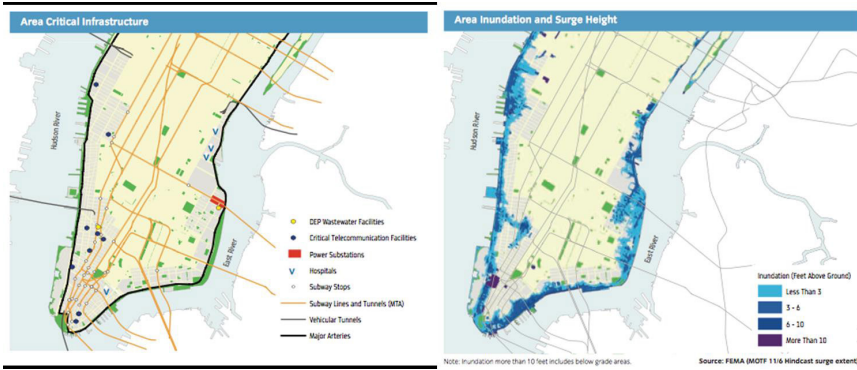 Area Critical Infrastructure
Hudson River
East River
DEP Wastewater Facilities
Critical Telecommunication Facilities
Power Substations
Hospitals
Subway Stops
Subway Lines and Tunnels (MTA)
Vehicular Tunnels
Major Arteries
Area Inundation and Surge Height
Hudson River
East River
Inundation (Feet Above Ground)
Less Than 3
3 - 6
6 - 10
More Than 10
Note: Inundation more than 10 feet includes below grade areas.
Source: FEMA (MOTF 11/6 Hindcast surge extent)